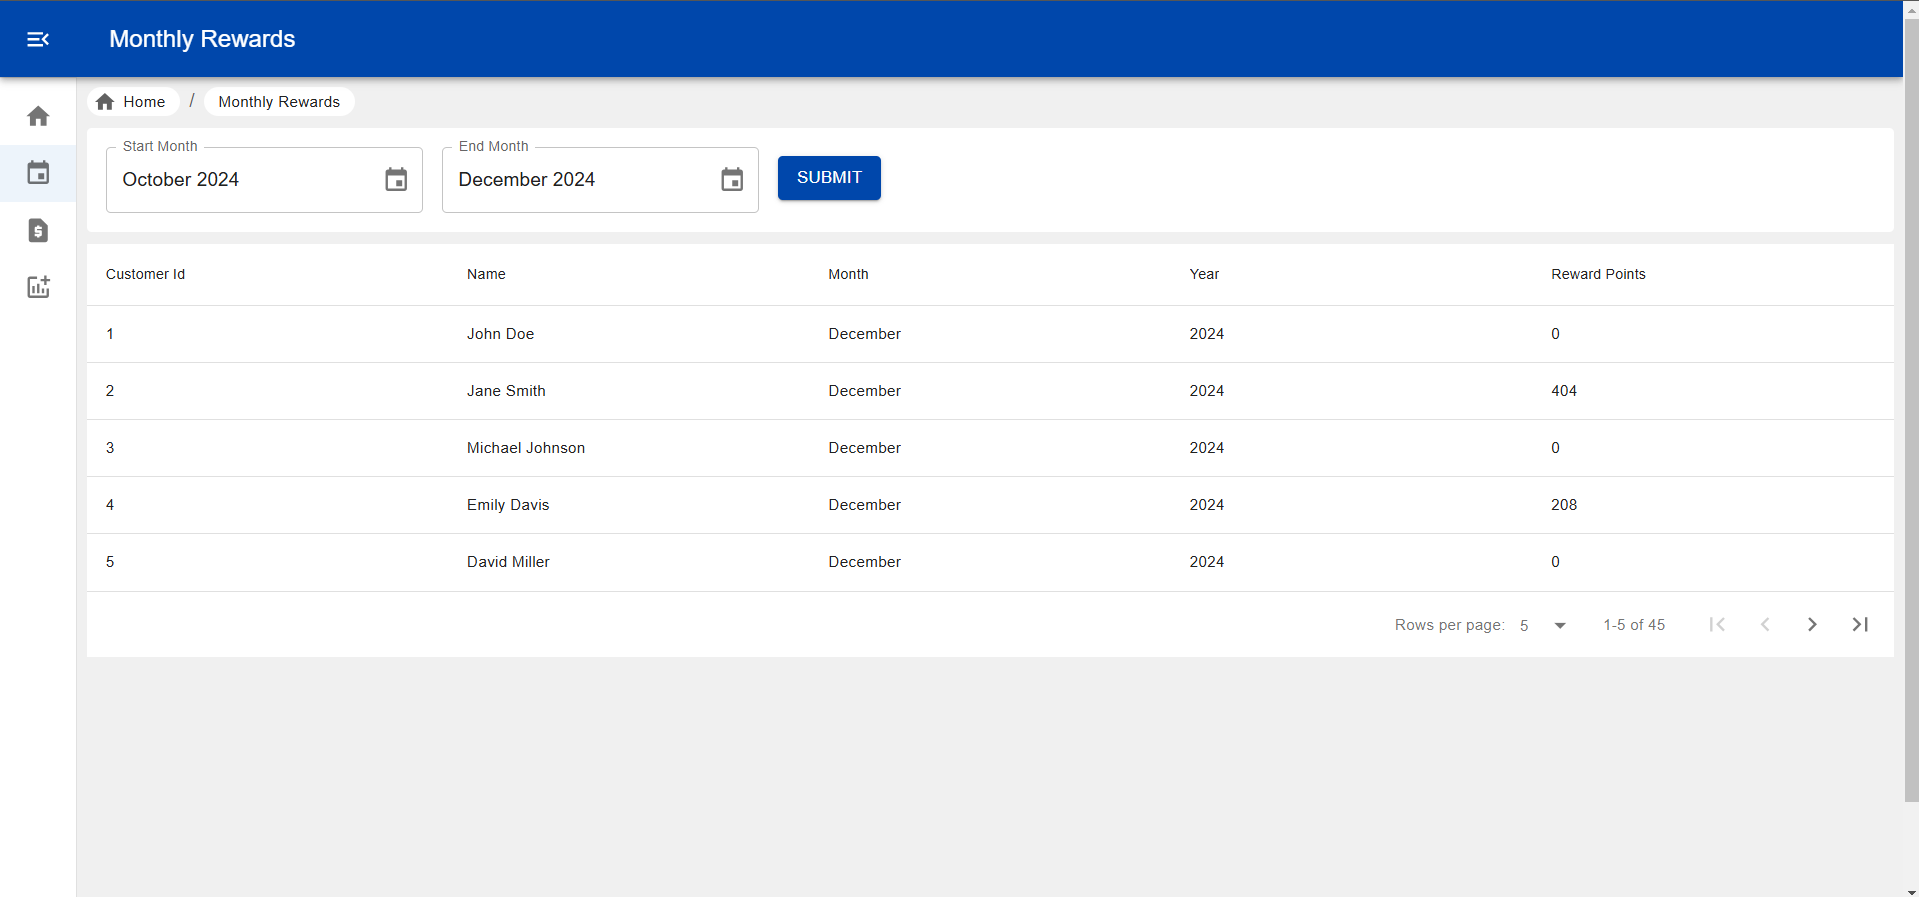 Monthly Rewards
Home / Monthly Rewards
Start Month End Month
October 2024 December 2024 SUBMIT
Customer Id Name Month Year Reward Points
1 John Doe December 2024 0
2 Jane Smith December 2024 404
3 Michael Johnson December 2024 0
4 Emily Davis December 2024 208
5 David Miller December 2024 0
Rows per page: 5 1-5 of 45